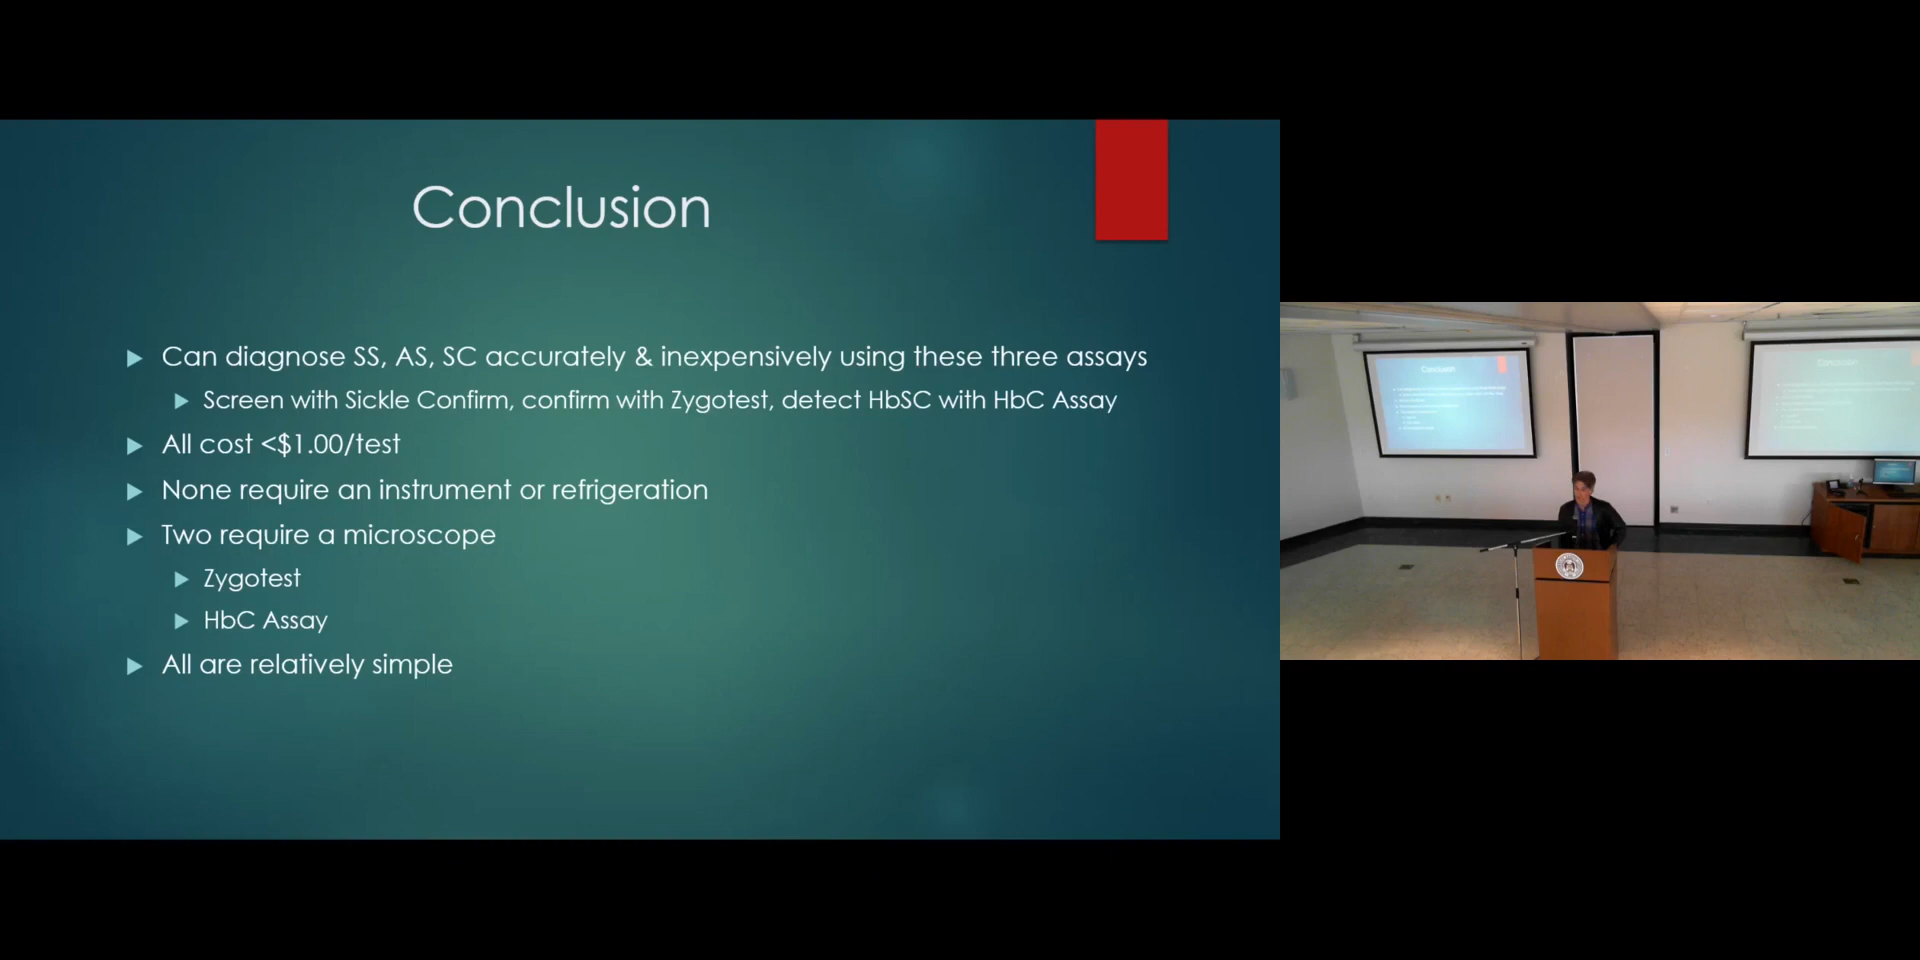 Conclusion
Can diagnose SS, AS, SC accurately & inexpensively using these three assays
Screen with Sickle Confirm, confirm with Zygotest, detect HbSC with HbC Assay
All cost <$1.00/test
None require an instrument or refrigeration
Two require a microscope
Zygotest
HbC Assay
All are relatively simple
Conclusion
Conclusion